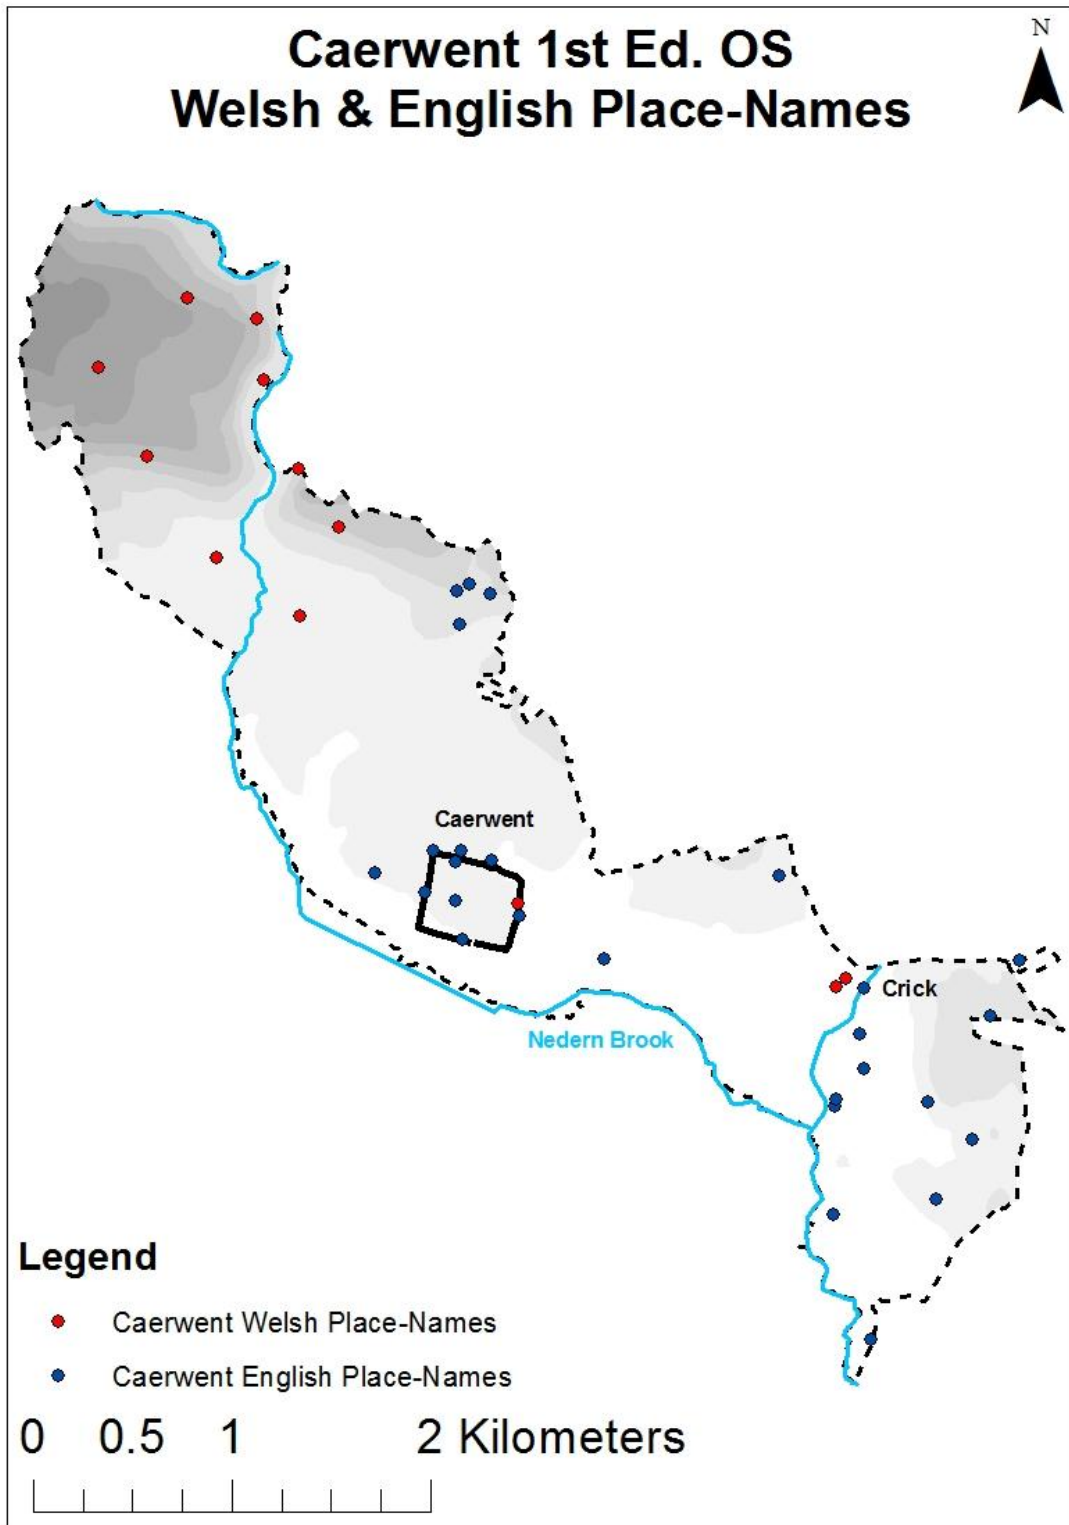 Caerwent 1st Ed. OS
Welsh & English Place-Names
N
Caerwent
Crick
Nedern Brook
Legend
Caerwent Welsh Place-Names
Caerwent English Place-Names
0 0.5 1 2 Kilometers